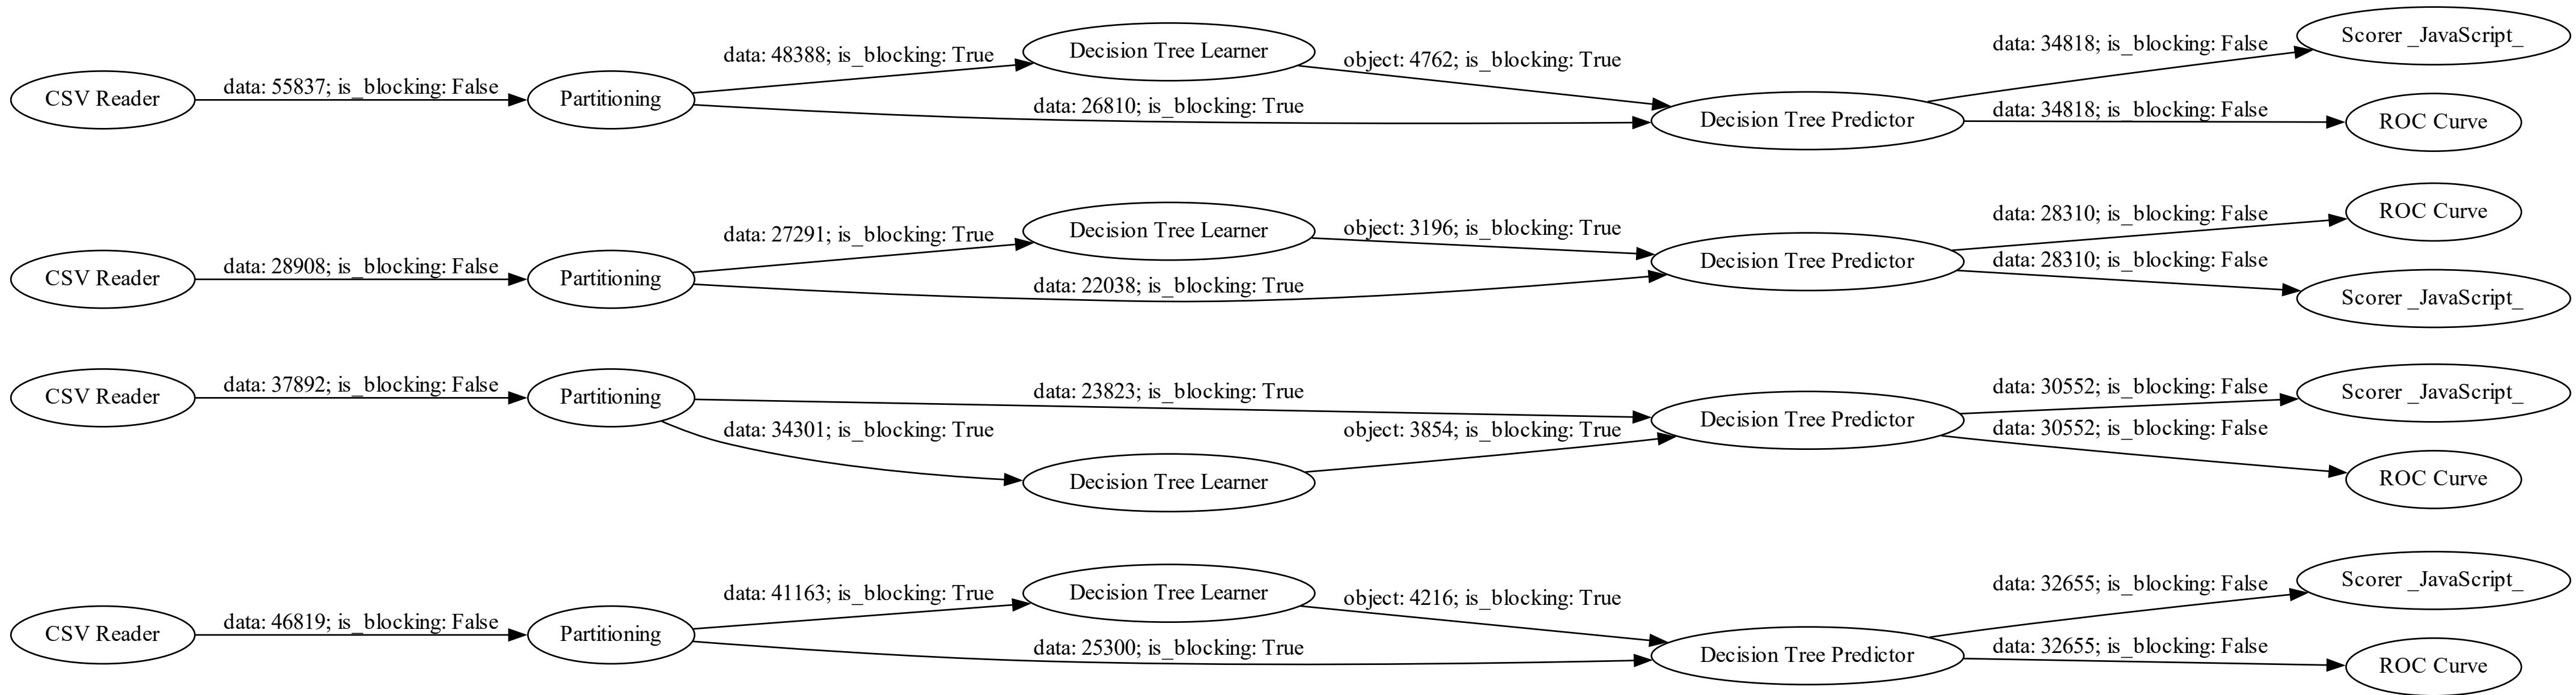 CSV Reader
data: 55837; is_blocking: False
Partitioning
data: 48388; is_blocking: True
Decision Tree Learner
object: 4762; is_blocking: True
data: 26810; is_blocking: True
Decision Tree Predictor
data: 34818; is_blocking: False
Scorer _JavaScript_
data: 34818; is_blocking: False
ROC Curve
CSV Reader
data: 28908; is_blocking: False
Partitioning
data: 27291; is_blocking: True
Decision Tree Learner
object: 3196; is_blocking: True
data: 22038; is_blocking: True
Decision Tree Predictor
data: 28310; is_blocking: False
ROC Curve
data: 28310; is_blocking: False
Scorer _JavaScript_
CSV Reader
data: 37892; is_blocking: False
Partitioning
data: 23823; is_blocking: True
data: 34301; is_blocking: True
Decision Tree Learner
object: 3854; is_blocking: True
Decision Tree Predictor
data: 30552; is_blocking: False
Scorer _JavaScript_
data: 30552; is_blocking: False
ROC Curve
CSV Reader
data: 46819; is_blocking: False
Partitioning
data: 41163; is_blocking: True
Decision Tree Learner
object: 4216; is_blocking: True
data: 25300; is_blocking: True
Decision Tree Predictor
data: 32655; is_blocking: False
Scorer _JavaScript_
data: 32655; is_blocking: False
ROC Curve